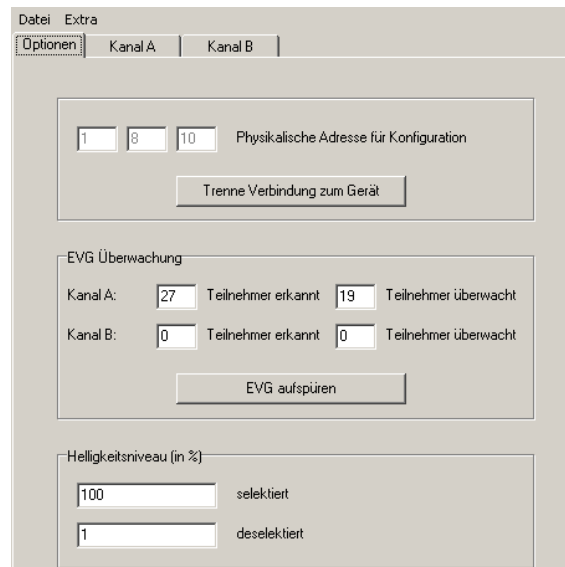 Datei Extra
Optionen Kanal A Kanal B
1 8 10 Physikalische Adresse für Konfiguration
Trenne Verbindung zum Gerät
EVG Überwachung
Kanal A: 27 Teilnehmer erkannt 19 Teilnehmer überwacht
Kanal B: 0 Teilnehmer erkannt 0 Teilnehmer überwacht
EVG aufspüren
Helligkeitsniveau (in %)
100 selektiert
1 deselektiert